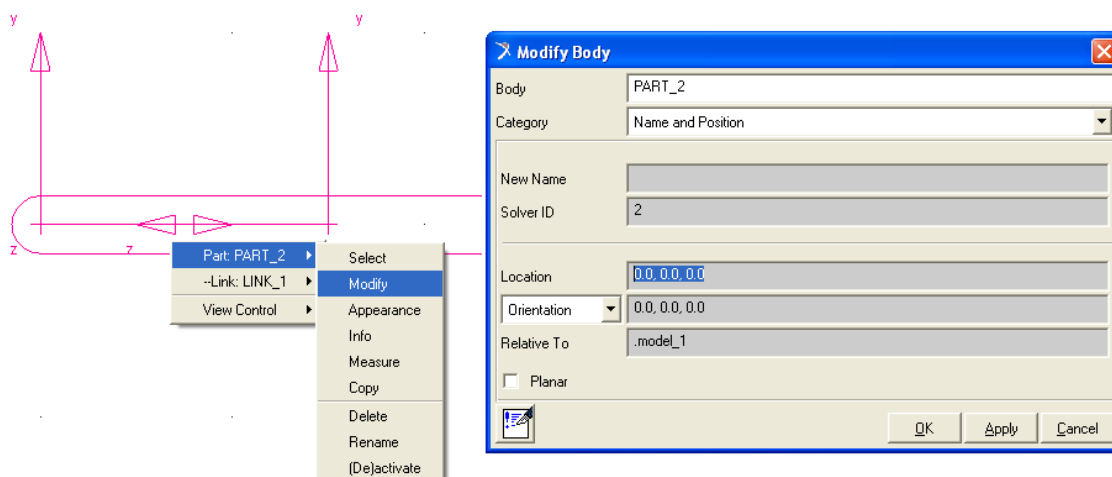 y
y
z
z
Part: PART_2
--Link: LINK_1
View Control
Select
Modify
Appearance
Info
Measure
Copy
Delete
Rename
(De)activate
Modify Body
Body PART_2
Category Name and Position
New Name
Solver ID 2
Location 0.0, 0.0, 0.0
Orientation 0.0, 0.0, 0.0
Relative To .model_1
Planar
OK Apply Cancel